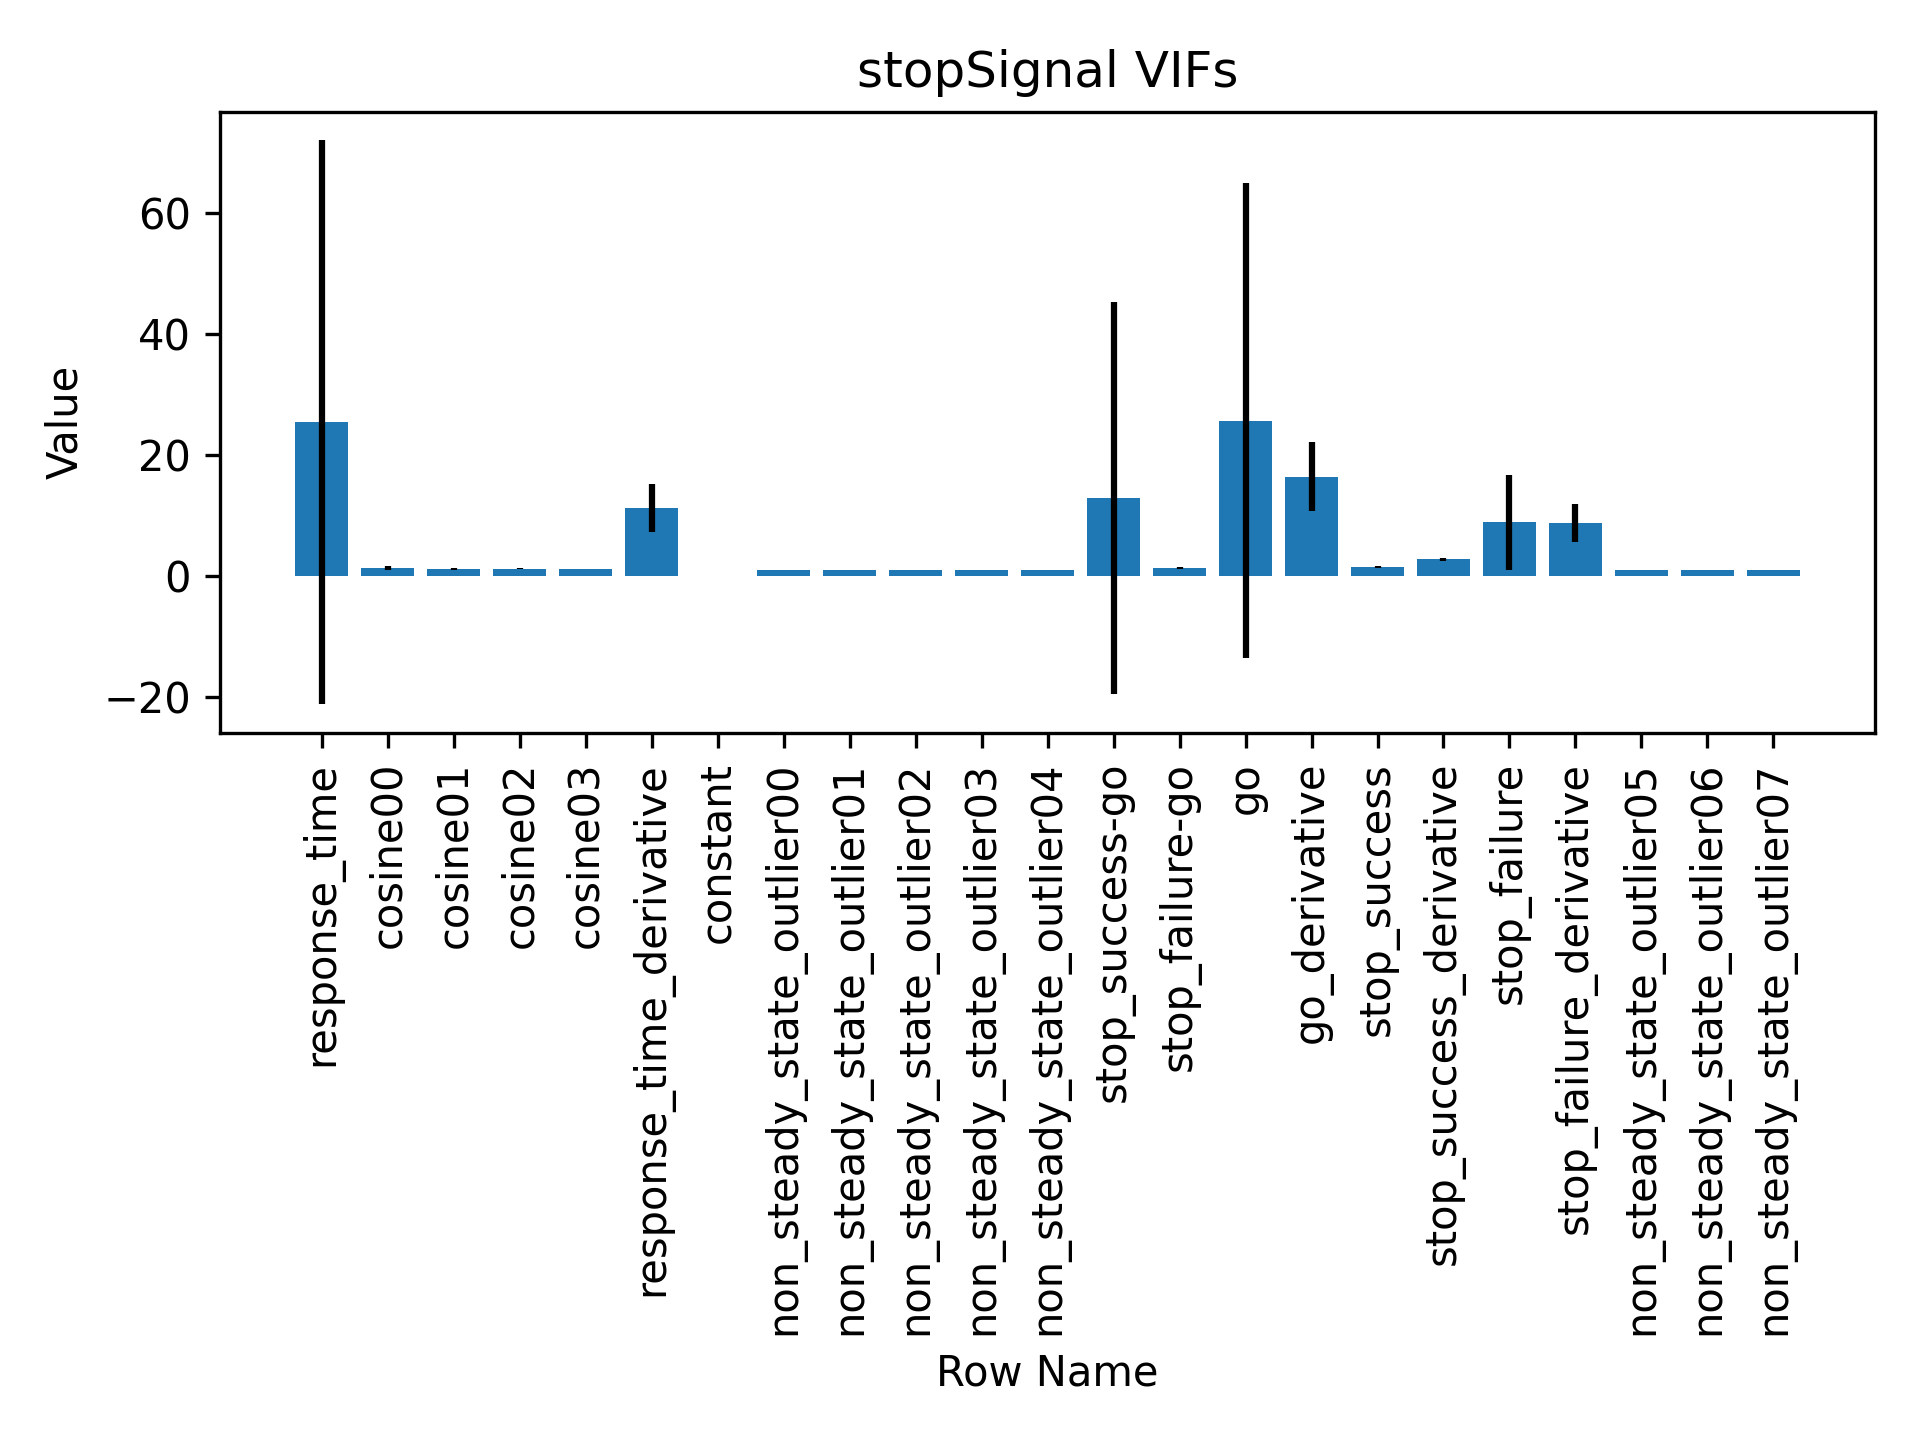 stopSignal VIFs
Value
60
40
20
0
−20
response_time
cosine00
cosine01
cosine02
cosine03
response_time_derivative
constant
non_steady_state_outlier00
non_steady_state_outlier01
non_steady_state_outlier02
non_steady_state_outlier03
non_steady_state_outlier04
stop_success-go
stop_failure-go
go
go_derivative
stop_success
stop_success_derivative
stop_failure
stop_failure_derivative
non_steady_state_outlier05
non_steady_state_outlier06
non_steady_state_outlier07
Row Name